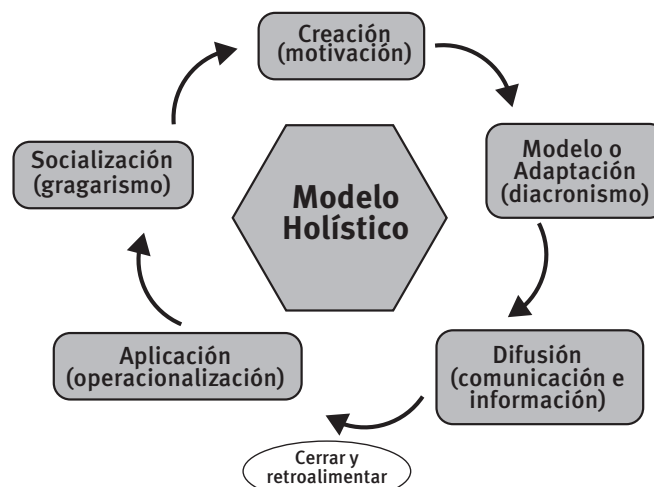 Creación
(motivación)
Modelo o
Adaptación
(diacronismo)
Difusión
(comunicación e
información)
Cerrar y
retroalimentar
Aplicación
(operacionalización)
Socialización
(gragarismo)
Modelo
Holístico